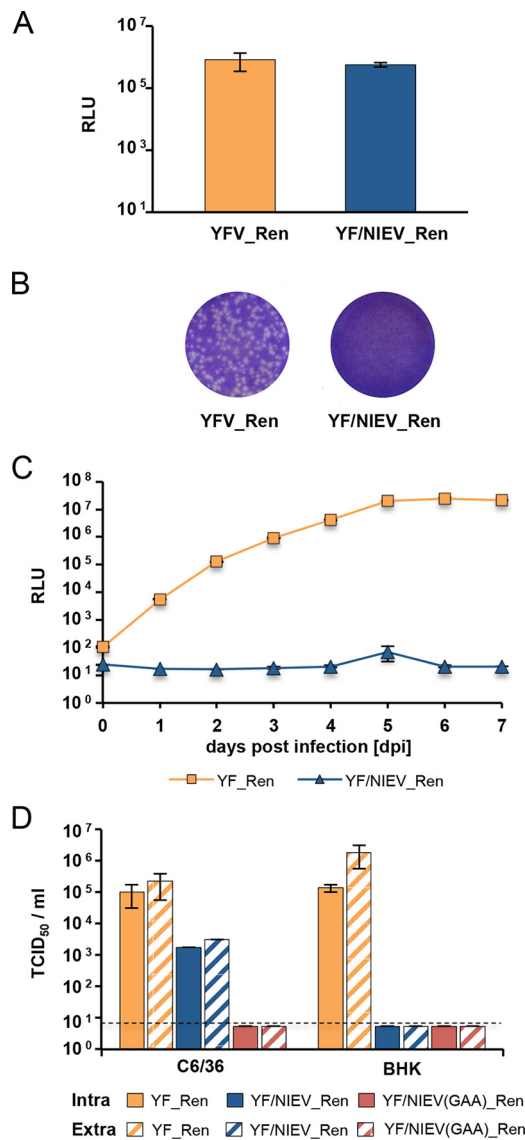 A
10^7
10^5
10^3
10^1
RLU
YFV_Ren
YF/NIEV_Ren
B
YFV_Ren
YF/NIEV_Ren
C
10^8
10^7
10^6
10^5
10^4
10^3
10^2
10^1
10^0
RLU
0 1 2 3 4 5 6 7
days post infection [dpi]
YF_Ren YF/NIEV_Ren
D
10^7
10^6
10^5
10^4
10^3
10^2
10^1
10^0
TCID50 / ml
C6/36 BHK
Intra YF_Ren YF/NIEV_Ren YF/NIEV(GAA)_Ren
Extra YF_Ren YF/NIEV_Ren YF/NIEV(GAA)_Ren